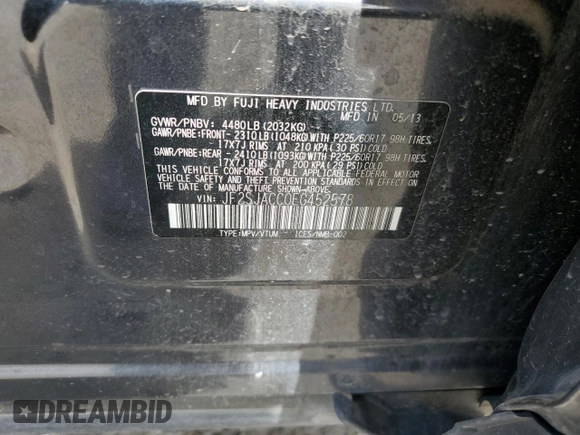 MFD BY FUJI HEAVY INDUSTRIES LTD.
MFD IN 05/13
GVWR/PNBV: 4480LB(2032KG)
GAWR/PNBE:FRONT-2310LB(1048KG)WITH P225/60R17 98H TIRES,
17X7J RIMS AT 210 KPA(30 PSI)COLD
GAWR/PNBE:REAR -2410LB(1093KG)WITH P225/60R17 98H TIRES,
17X7J RIMS AT 200 KPA(29 PSI)COLD
THIS VEHICLE CONFORMS TO ALL APPLICABLE FEDERAL MOTOR
VEHICLE SAFETY AND THEFT PREVENTION STANDARDS IN EFFECT
ON THE DATE OF MANUFACTURE SHOWN ABOVE.
VIN: JF2SJACC0EG452578
TYPE:MPV/VTUM ICES/NMB-002
DREAMBID